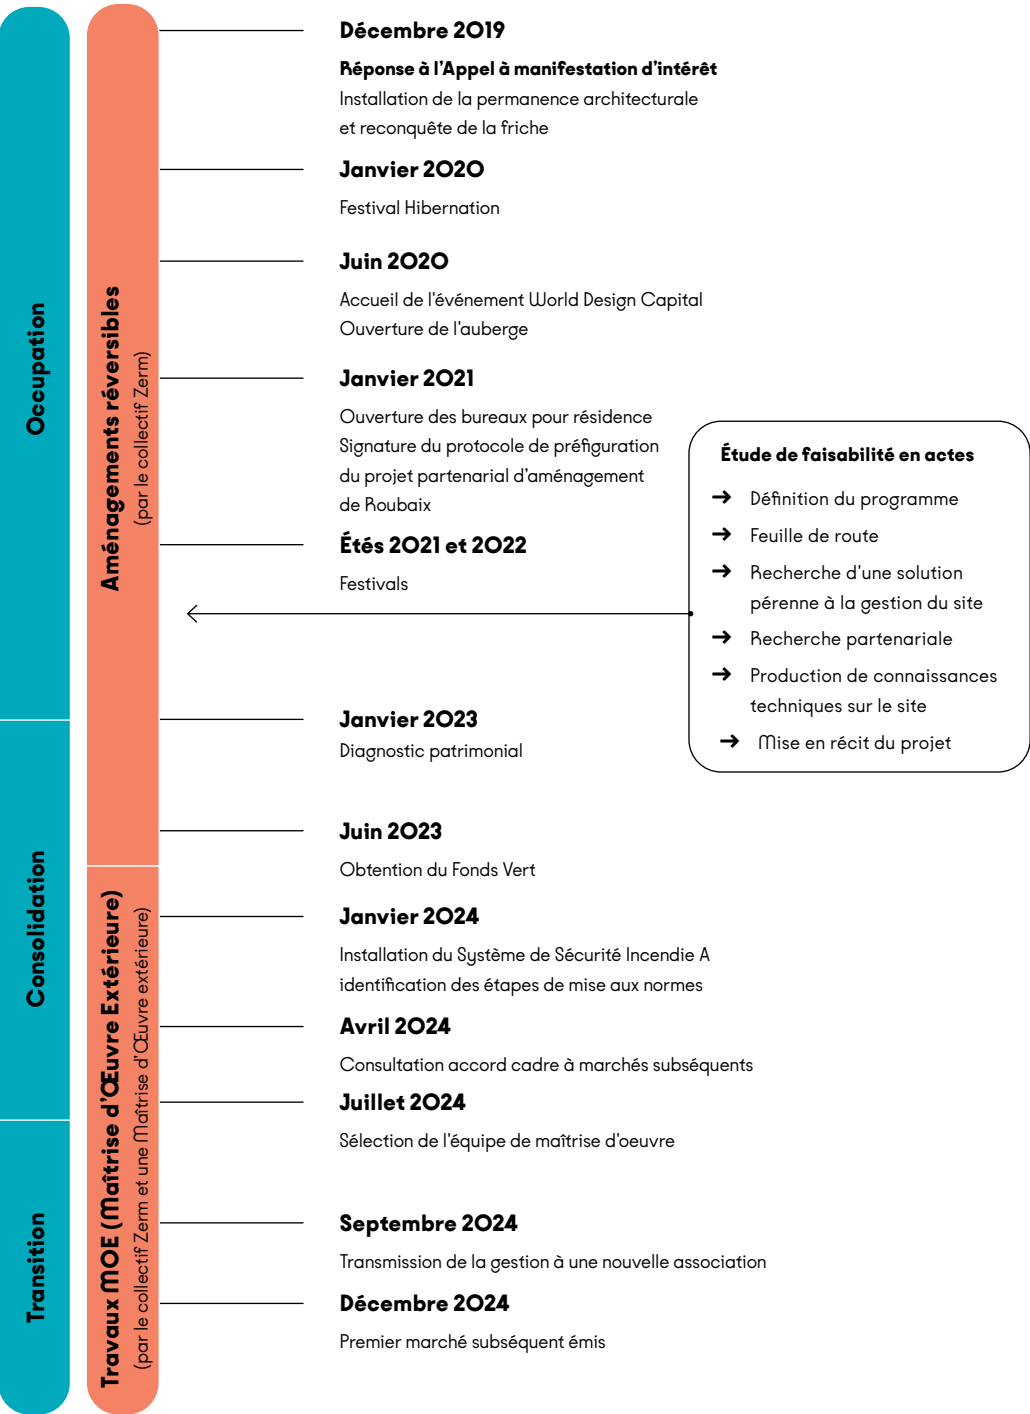 Occupation
Consolidation
Transition
Aménagements réversibles
(par le collectif Zerm)
Travaux MOE (Maîtrise d'Œuvre Extérieure)
(par le collectif Zerm et une Maîtrise d'Œuvre extérieure)
Décembre 2019
Réponse à l'Appel à manifestation d'intérêt
Installation de la permanence architecturale
et reconquête de la friche
Janvier 2020
Festival Hibernation
Juin 2020
Accueil de l'événement World Design Capital
Ouverture de l'auberge
Janvier 2021
Ouverture des bureaux pour résidence
Signature du protocole de préfiguration
du projet partenarial d'aménagement
de Roubaix
Étés 2021 et 2022
Festivals
Étude de faisabilité en actes
→ Définition du programme
→ Feuille de route
→ Recherche d'une solution
pérenne à la gestion du site
→ Recherche partenariale
→ Production de connaissances
techniques sur le site
→ Mise en récit du projet
Janvier 2023
Diagnostic patrimonial
Juin 2023
Obtention du Fonds Vert
Janvier 2024
Installation du Système de Sécurité Incendie A
identification des étapes de mise aux normes
Avril 2024
Consultation accord cadre à marchés subséquents
Juillet 2024
Sélection de l'équipe de maîtrise d'oeuvre
Septembre 2024
Transmission de la gestion à une nouvelle association
Décembre 2024
Premier marché subséquent émis